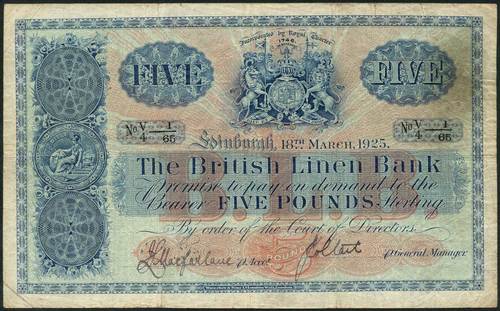 Incorporated by Royal Charter
1746
FIVE FIVE
No. V/4 1/65 No. V/4 1/65
Edinburgh, 18TH MARCH, 1925.
The British Linen Bank
Promise to pay on demand to the
Bearer FIVE POUNDS Sterling
By order of the Court of Directors.
Macfarlane p. Accr. p. General Manager